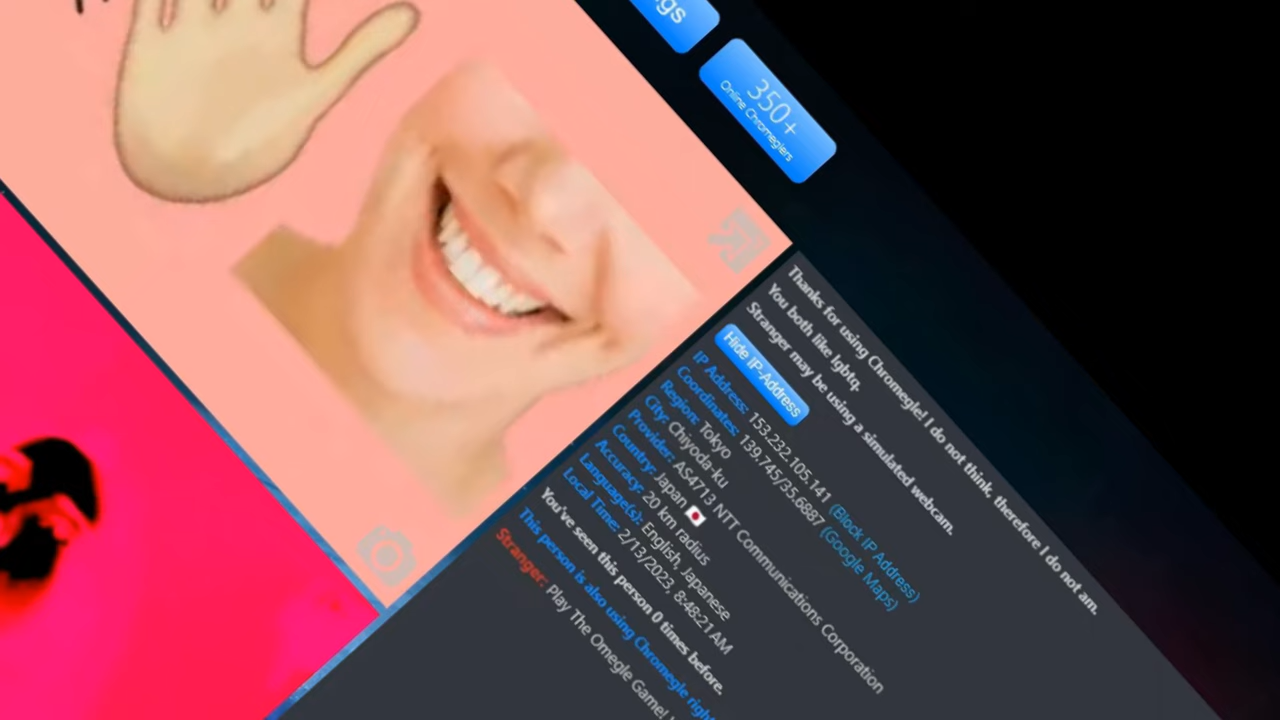 gs
350+
Online Chromeglers
Thanks for using Chromegle! I do not think, therefore I do not am.
You both like lgbtq.
Stranger may be using a simulated webcam.
Hide IP-Address
IP Address: 153.232.105.141 (Block IP Address)
Coordinates: 139.745/35.6887 (Google Maps)
Region: Tokyo
City: Chiyoda-ku
Provider: AS4713 NTT Communications Corporation
Country: Japan
Accuracy: 20 km radius
Language(s): English, Japanese
Local Time: 2/13/2023, 8:48:21 AM
You've seen this person 0 times before.
This person is also using Chromegle right
Stranger: Play The Omegle Game!